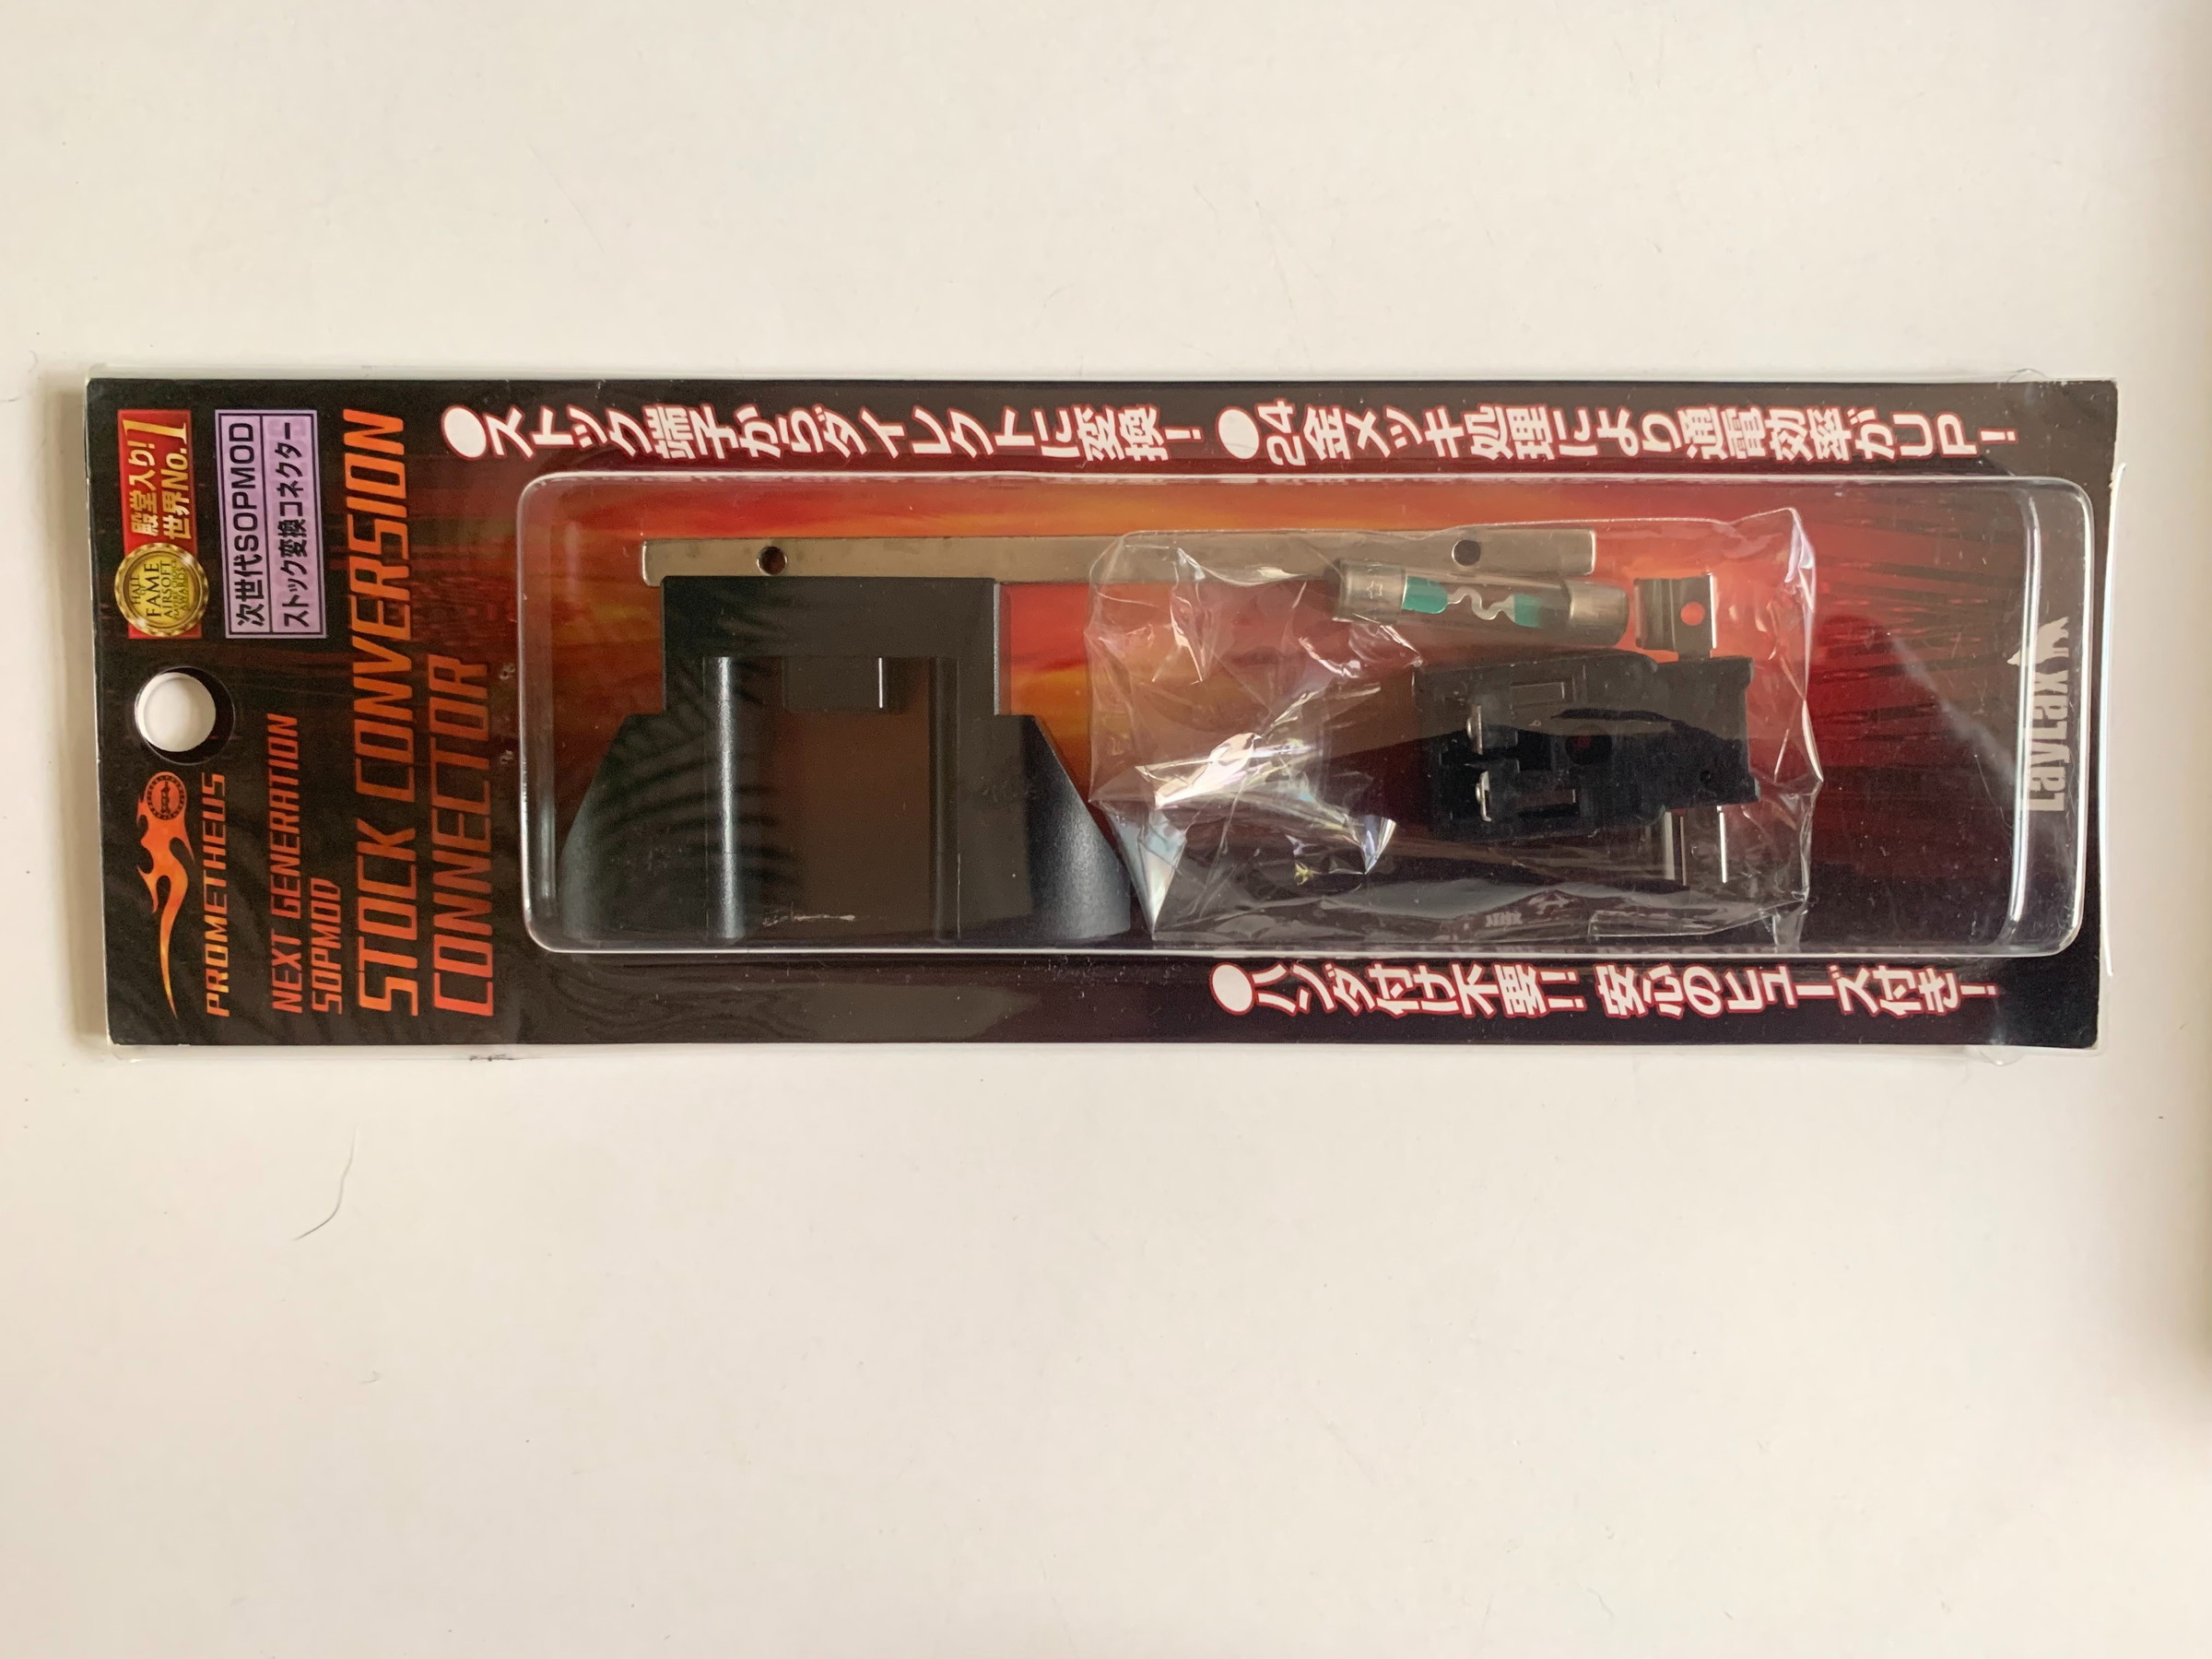 PROMETHEUS
HALL OF FAME
AIRSOFT
AWARDS
殿堂入り!
世界No.1
NEXT GENERATION
SOPMOD
次世代SOPMOD
ストック変換コネクター
STOCK CONVERSION
CONNECTOR
●ストック端子からダイレクトに変換!
●24金メッキ処理により通電効率がUP!
●ハンダ付け不要!! 安心のヒューズ付き!
LayLax